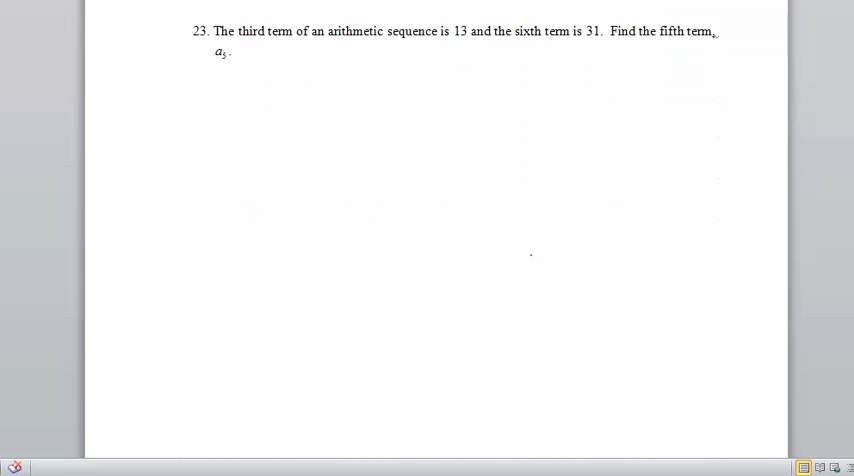 23. The third term of an arithmetic sequence is 13 and the sixth term is 31.  Find the fifth term,
a₅.